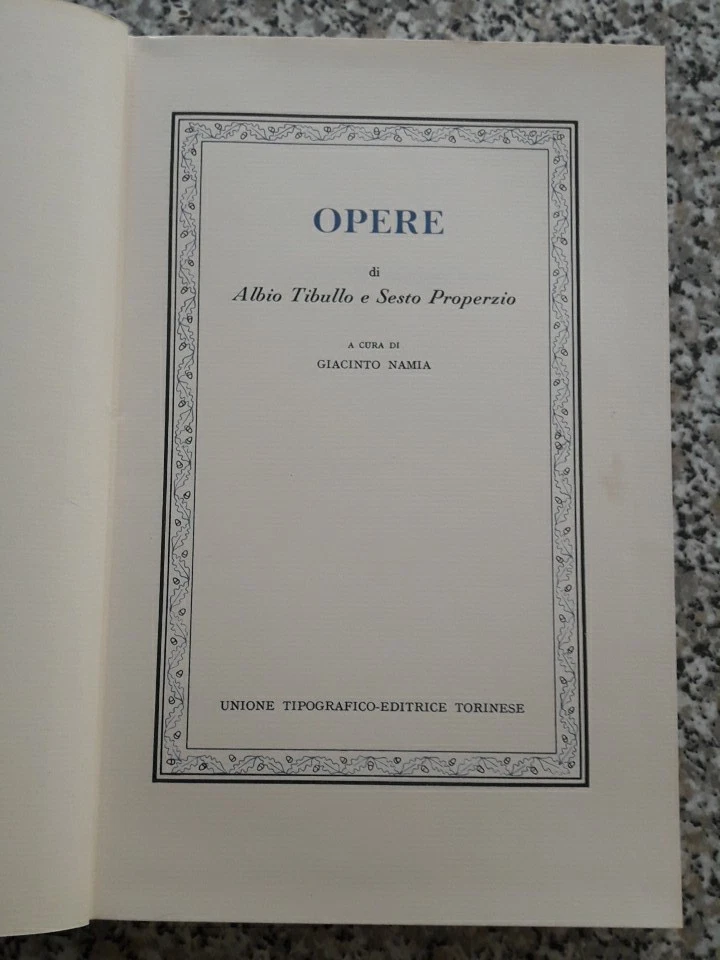 OPERE
di
Albio Tibullo e Sesto Properzio
A CURA DI
GIACINTO NAMIA
UNIONE TIPOGRAFICO-EDITRICE TORINESE